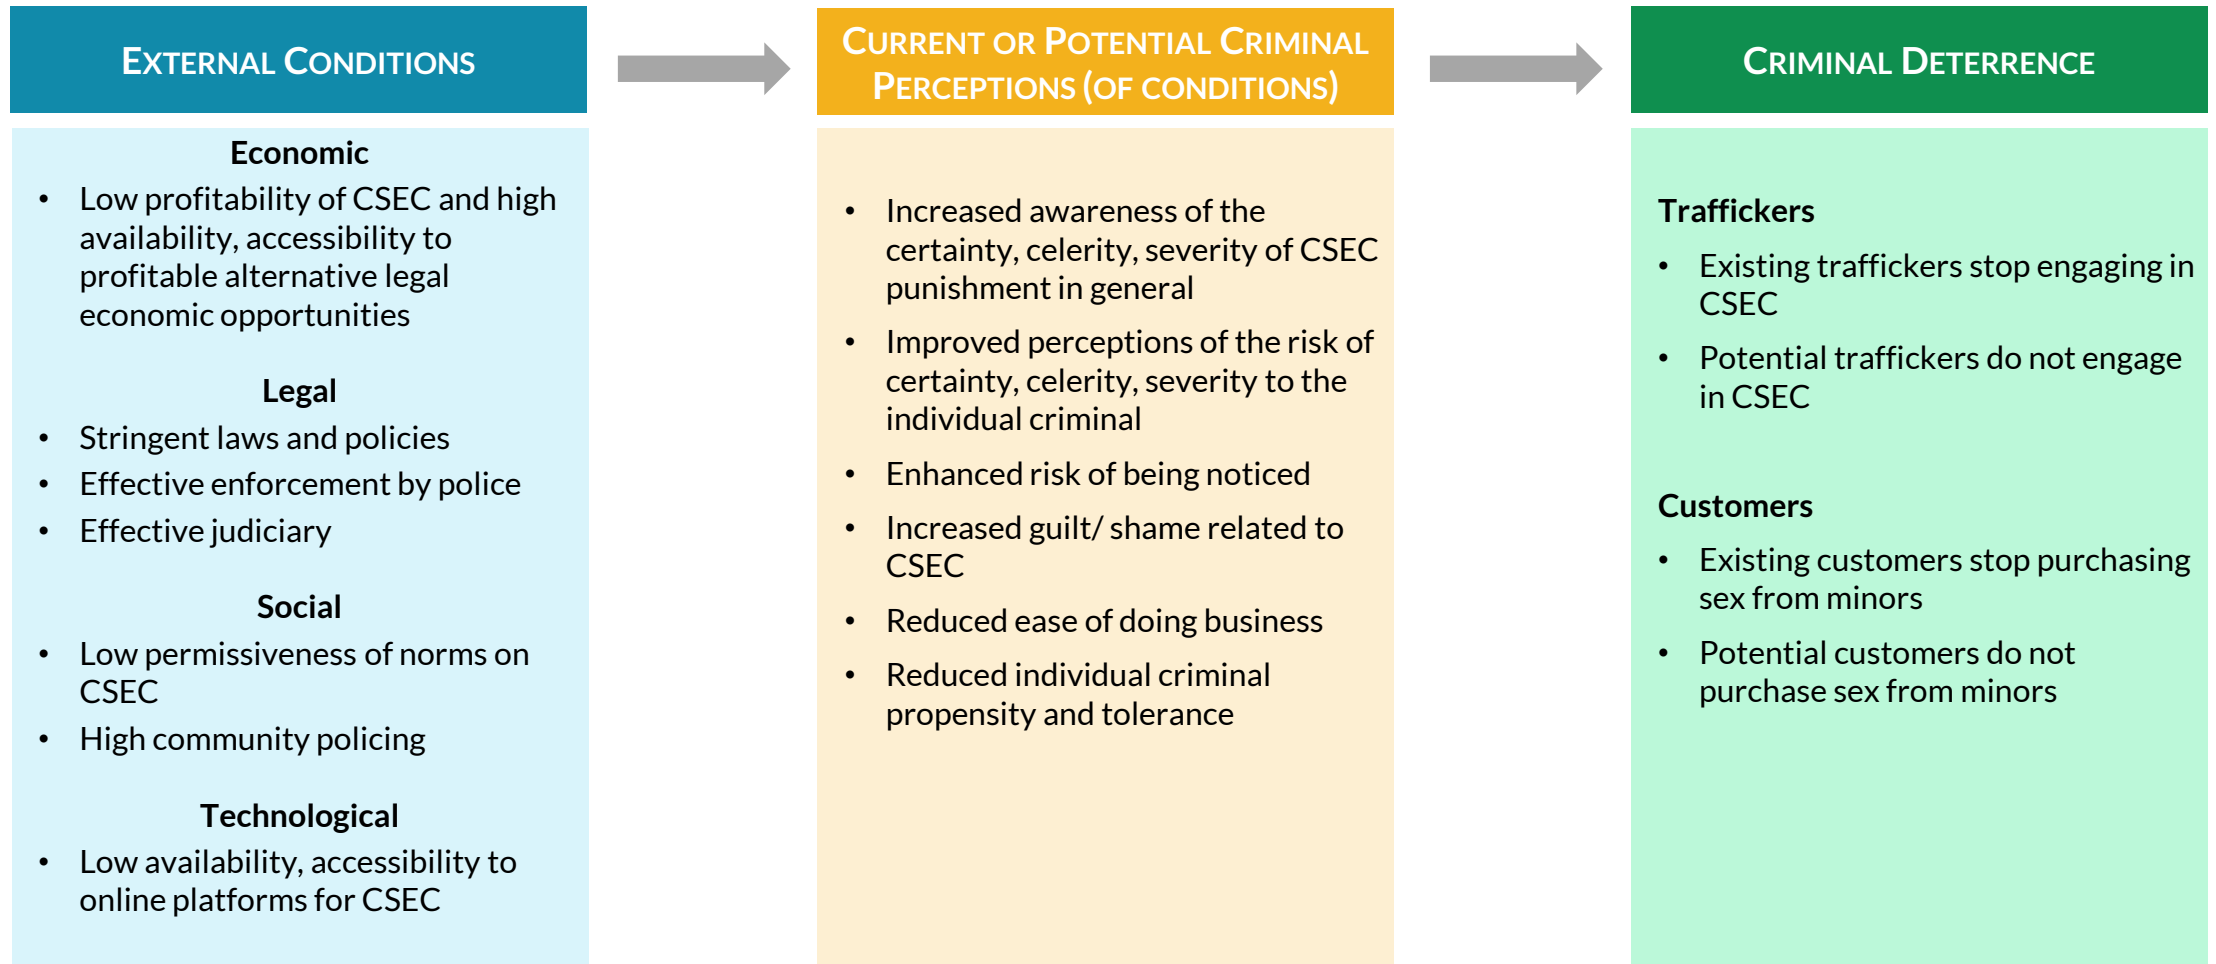 EXTERNAL CONDITIONS
Economic
• Low profitability of CSEC and high
availability, accessibility to
profitable alternative legal
economic opportunities
Legal
• Stringent laws and policies
• Effective enforcement by police
• Effective judiciary
Social
• Low permissiveness of norms on
CSEC
• High community policing
Technological
• Low availability, accessibility to
online platforms for CSEC
CURRENT OR POTENTIAL CRIMINAL
PERCEPTIONS (OF CONDITIONS)
• Increased awareness of the
certainty, celerity, severity of CSEC
punishment in general
• Improved perceptions of the risk of
certainty, celerity, severity to the
individual criminal
• Enhanced risk of being noticed
• Increased guilt/ shame related to
CSEC
• Reduced ease of doing business
• Reduced individual criminal
propensity and tolerance
CRIMINAL DETERRENCE
Traffickers
• Existing traffickers stop engaging in
CSEC
• Potential traffickers do not engage
in CSEC
Customers
• Existing customers stop purchasing
sex from minors
• Potential customers do not
purchase sex from minors